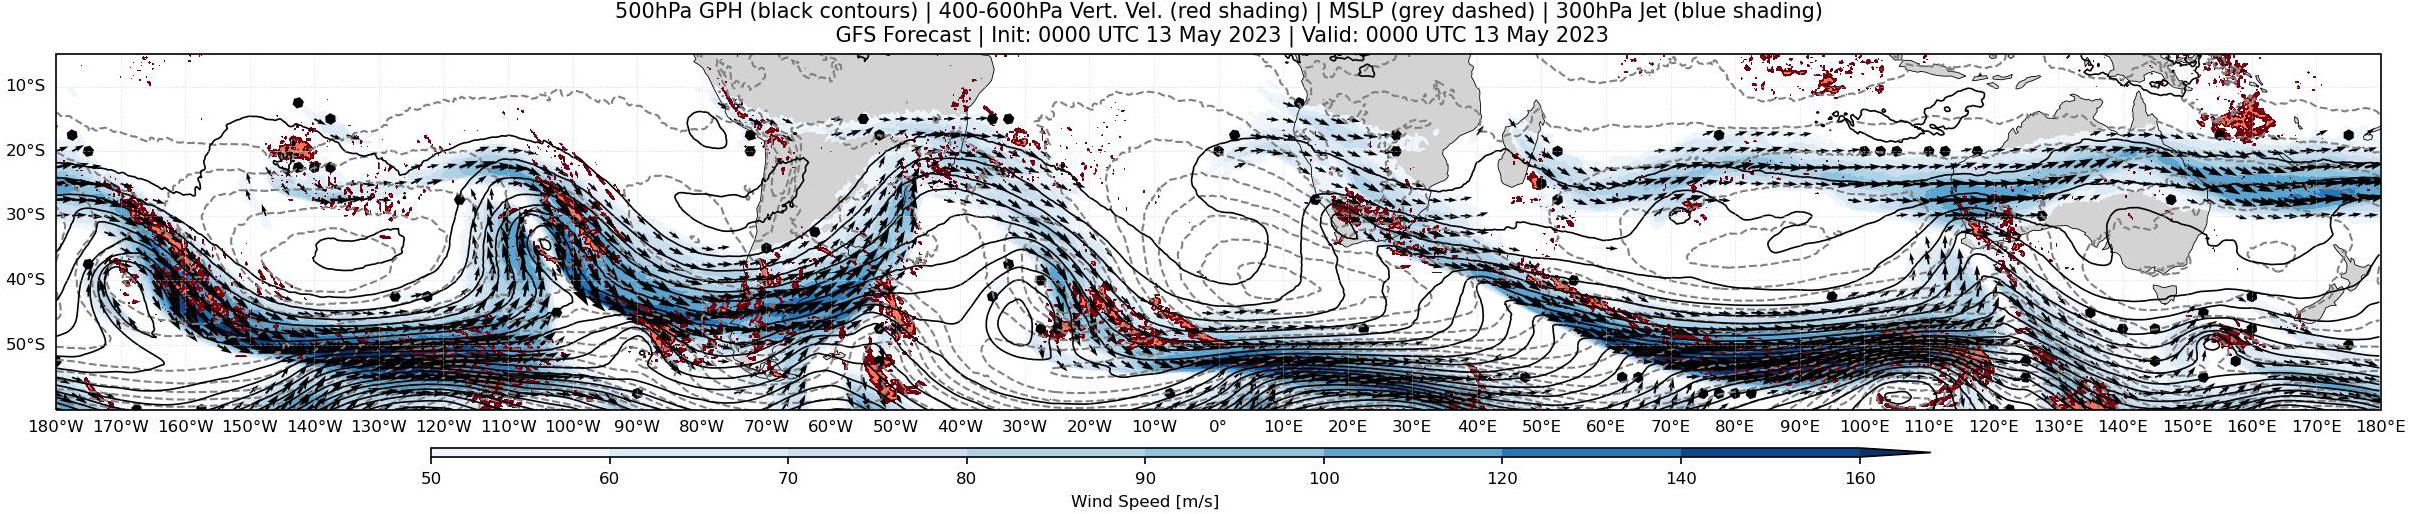 500hPa GPH (black contours) | 400-600hPa Vert. Vel. (red shading) | MSLP (grey dashed) | 300hPa Jet (blue shading)
GFS Forecast | Init: 0000 UTC 13 May 2023 | Valid: 0000 UTC 13 May 2023
10°S
20°S
30°S
40°S
50°S
180°W 170°W 160°W 150°W 140°W 130°W 120°W 110°W 100°W 90°W 80°W 70°W 60°W 50°W 40°W 30°W 20°W 10°W 0° 10°E 20°E 30°E 40°E 50°E 60°E 70°E 80°E 90°E 100°E 110°E 120°E 130°E 140°E 150°E 160°E 170°E 180°E
50 60 70 80 90 100 120 140 160
Wind Speed [m/s]